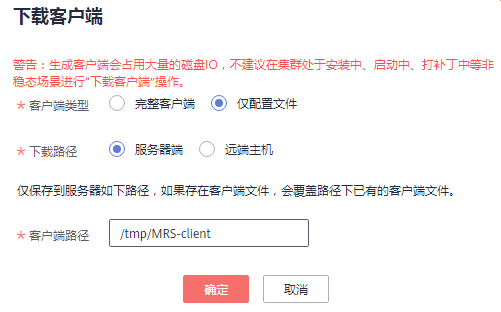 下载客户端
警告：生成客户端会占用大量的磁盘IO，不建议在集群处于安装中、启动中、打补丁中等非
稳态场景进行“下载客户端”操作。
* 客户端类型 完整客户端 仅配置文件
* 下载路径 服务器端 远端主机
仅保存到服务器如下路径，如果存在客户端文件，会覆盖路径下已有的客户端文件。
* 客户端路径 /tmp/MRS-client
确定 取消